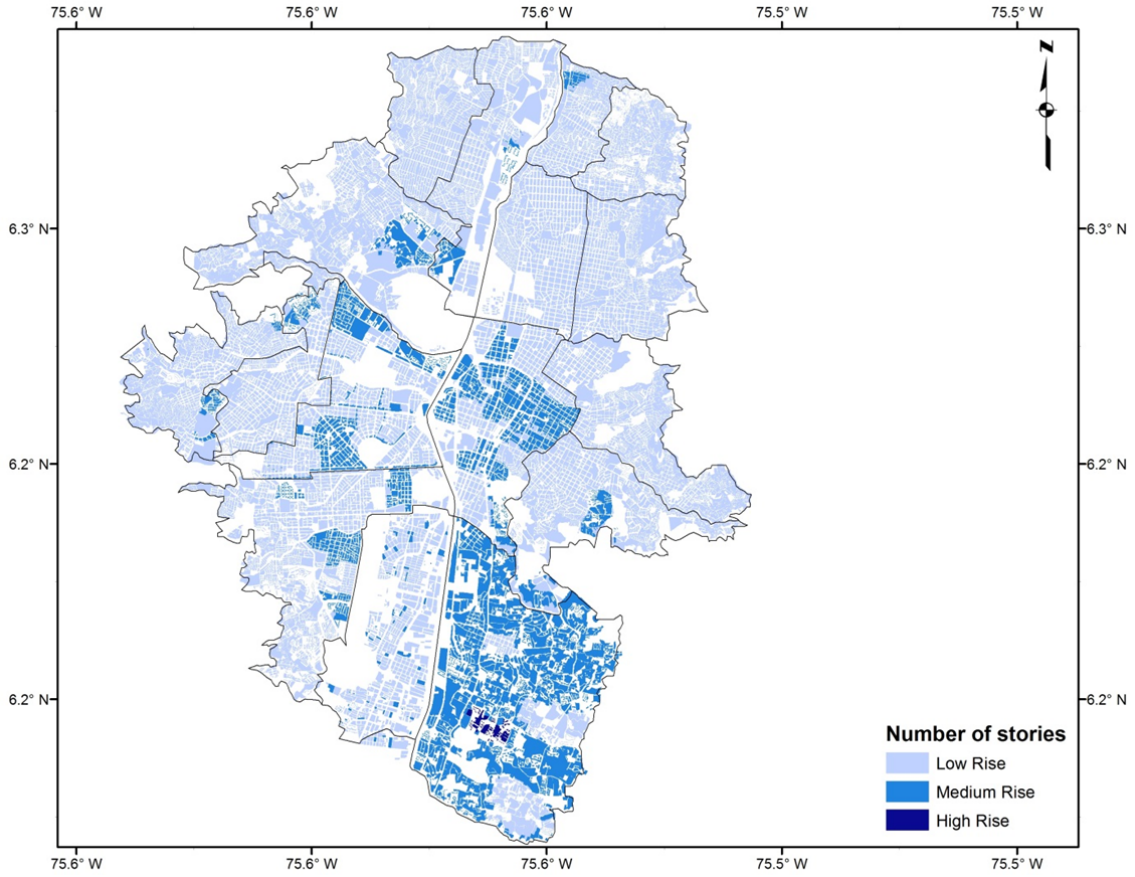 75.6° W 75.6° W 75.6° W 75.5° W 75.5° W
N
6.3° N 6.3° N
6.2° N 6.2° N
6.2° N 6.2° N
Number of stories
Low Rise
Medium Rise
High Rise
75.6° W 75.6° W 75.6° W 75.5° W 75.5° W